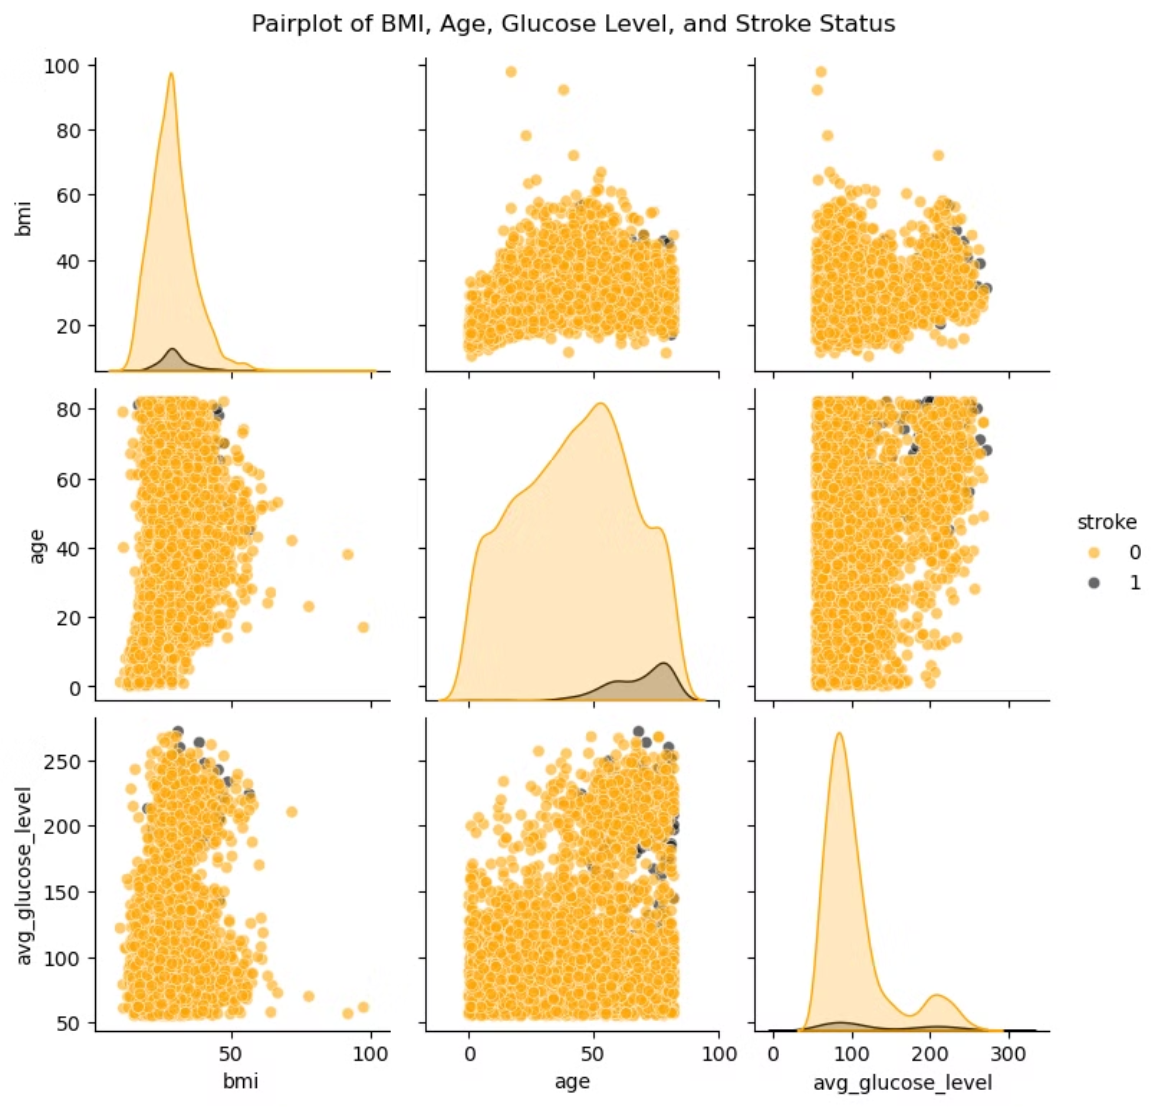 Pairplot of BMI, Age, Glucose Level, and Stroke Status
100
80
60
40
20
bmi
80
60
40
20
0
age
stroke
0
1
250
200
150
100
50
avg_glucose_level
50 100
0 50 100
0 100 200 300
bmi
age
avg_glucose_level